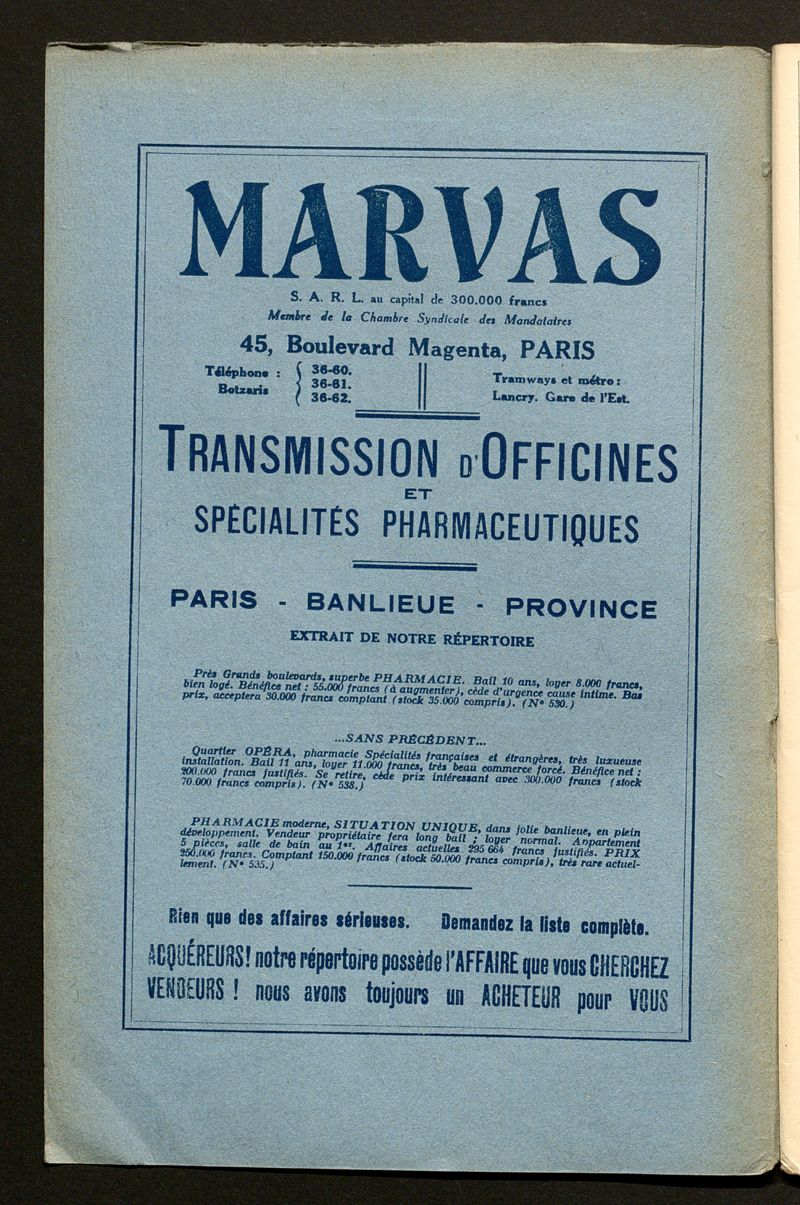 MARVAS
S. A. R. L. au capital de 300.000 francs
Membre de la Chambre Syndicale des Mandataires
45, Boulevard Magenta, PARIS
Téléphone : Botzaris { 36-60. 36-61. 36-62.
Tramways et métro :
Lancry. Gare de l'Est.
TRANSMISSION D'OFFICINES
ET
SPÉCIALITÉS PHARMACEUTIQUES
PARIS - BANLIEUE - PROVINCE
EXTRAIT DE NOTRE RÉPERTOIRE
Près Grands boulevards, superbe PHARMACIE. Bail 10 ans, loyer 8.000 francs,
bien logé. Bénéfice net : 55.000 francs (à augmenter), cède d'urgence cause intime. Bas
prix, acceptera 30.000 francs comptant (stock 35.000 compris). (N° 530.)
...SANS PRÉCÉDENT...
Quartier OPÉRA, pharmacie Spécialités françaises et étrangères, très luxueuse
installation. Bail 11 ans, loyer 11.000 francs, très beau commerce forcé. Bénéfice net :
200.000 francs justifiés. Se retire, cède prix intéressant avec 300.000 francs (stock
70.000 francs compris). (N° 538.)
PHARMACIE moderne, SITUATION UNIQUE, dans jolie banlieue, en plein
développement. Vendeur propriétaire fera long bail ; loyer normal. Appartement
5 pièces, salle de bain au 1er. Affaires actuelles 295 664 francs justifiés. PRIX
250.000 francs. Comptant 150.000 francs (stock 50.000 francs compris), très rare actuel-
lement. (N° 535.)
Rien que des affaires sérieuses. Demandez la liste complète.
ACQUÉREURS! notre répertoire possède l'AFFAIRE que vous CHERCHEZ
VENDEURS ! nous avons toujours un ACHETEUR pour VOUS